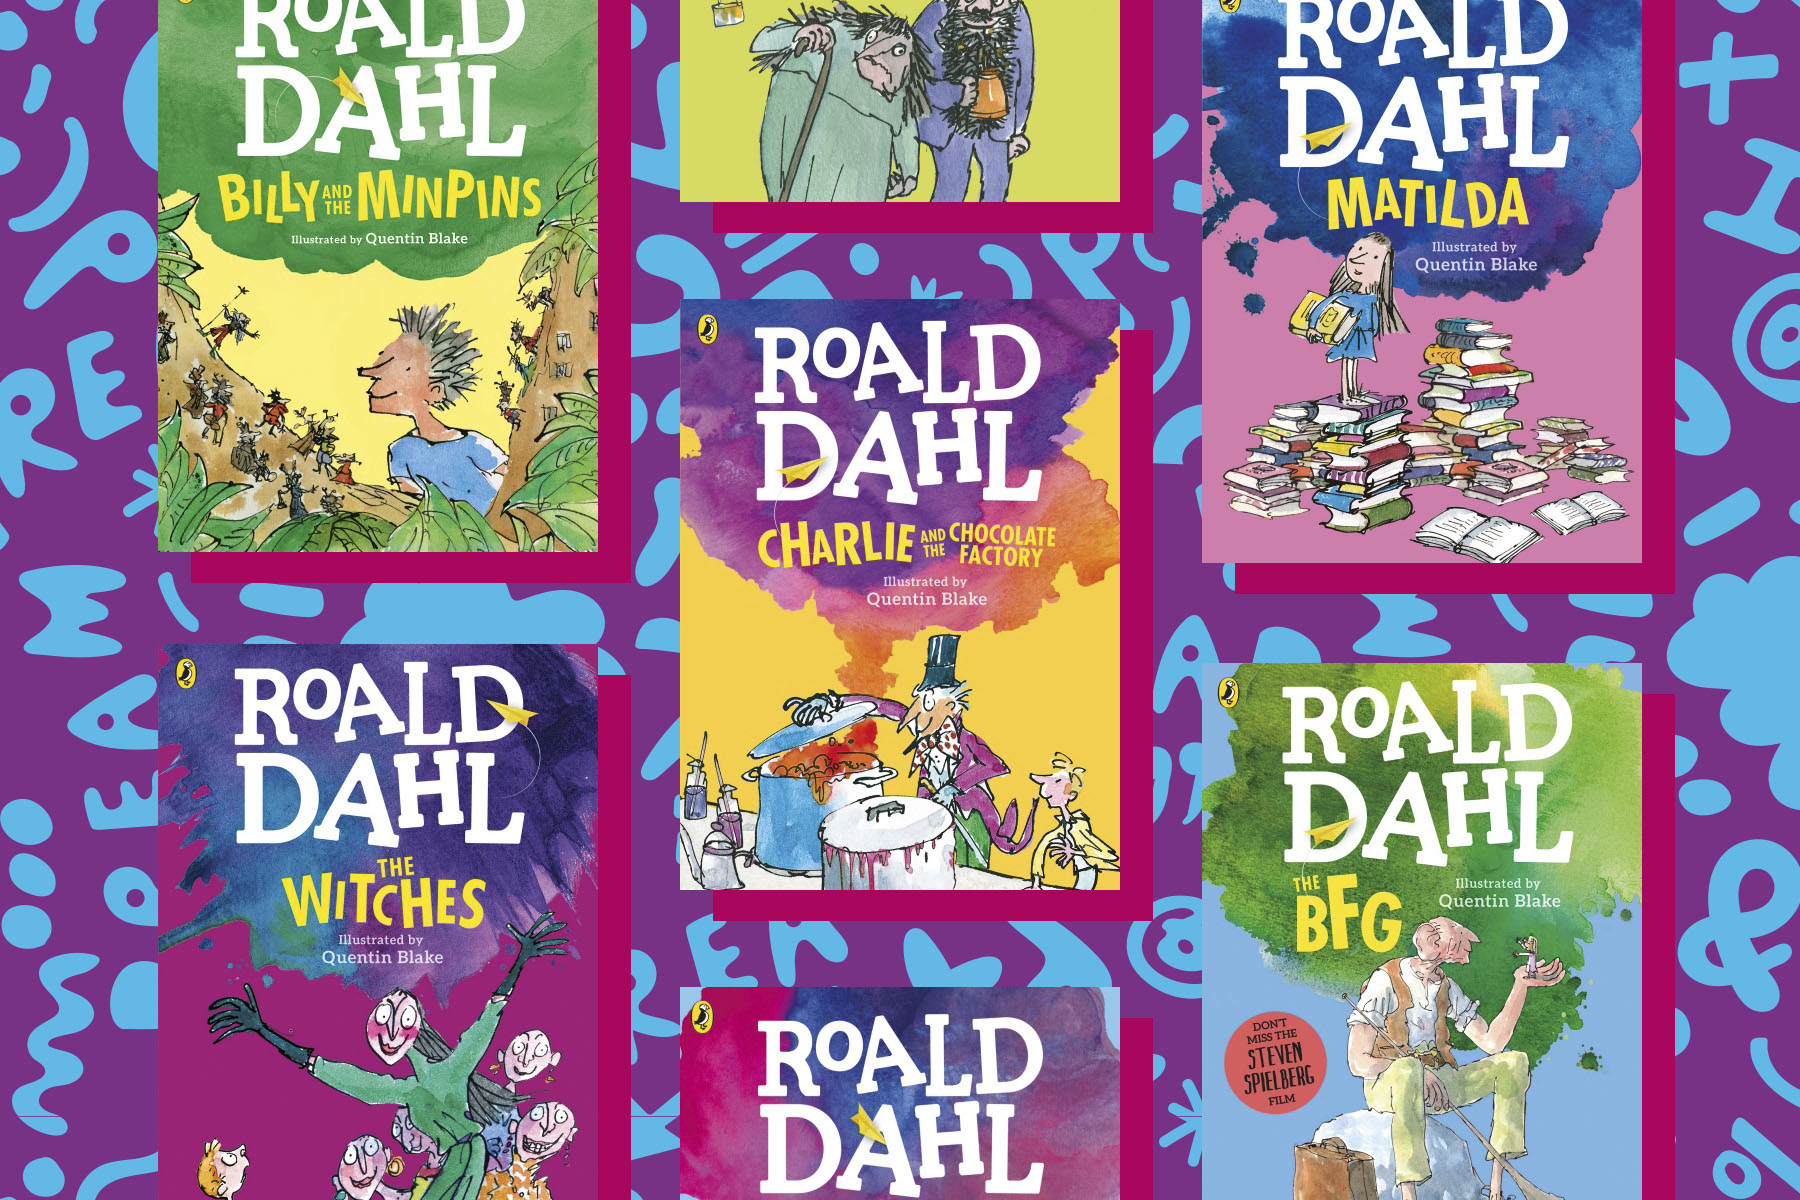 ROALD
DAHL
BILLY AND THE MINPINS
Illustrated by Quentin Blake
ROALD
DAHL
THE
WITCHES
Illustrated by
Quentin Blake
ROALD
DAHL
CHARLIE AND THE CHOCOLATE FACTORY
Illustrated by
Quentin Blake
ROALD
DAHL
ROALD
DAHL
MATILDA
Illustrated by
Quentin Blake
ROALD
DAHL
THE
BFG
Illustrated by
Quentin Blake
DON'T
MISS THE
STEVEN
SPIELBERG
FILM